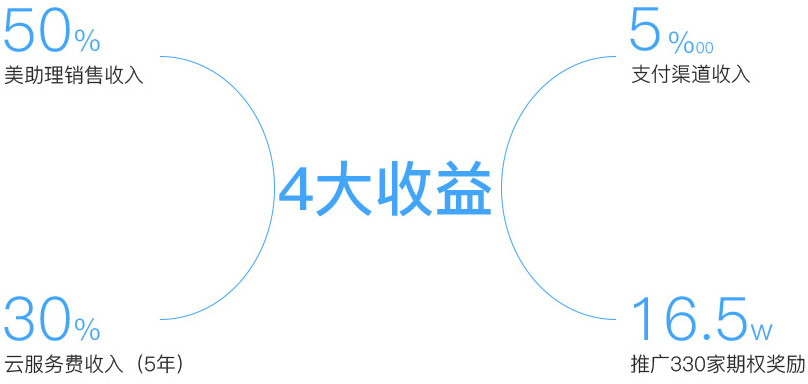 50%
美助理销售收入
5%00
支付渠道收入
4大收益
30%
云服务费收入（5年）
16.5w
推广330家期权奖励